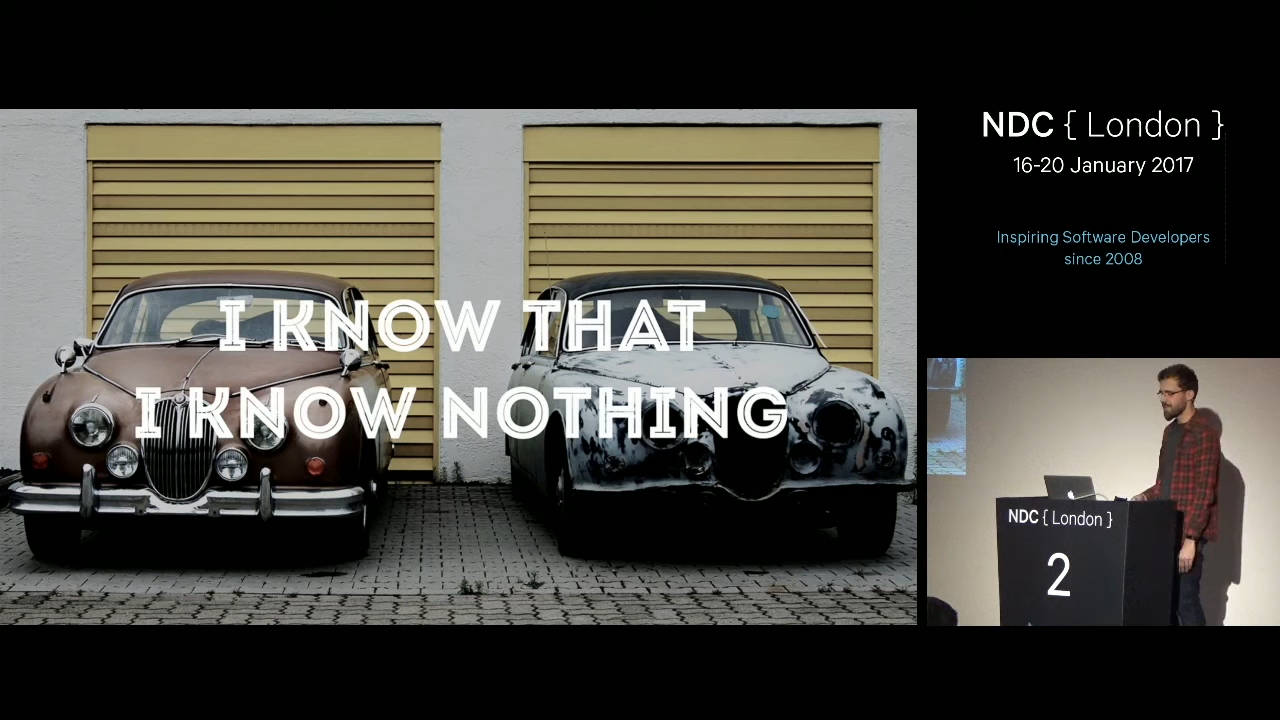 I KNOW THAT
I KNOW NOTHING
NDC { London }
16-20 January 2017
Inspiring Software Developers
since 2008
NDC { London }
2